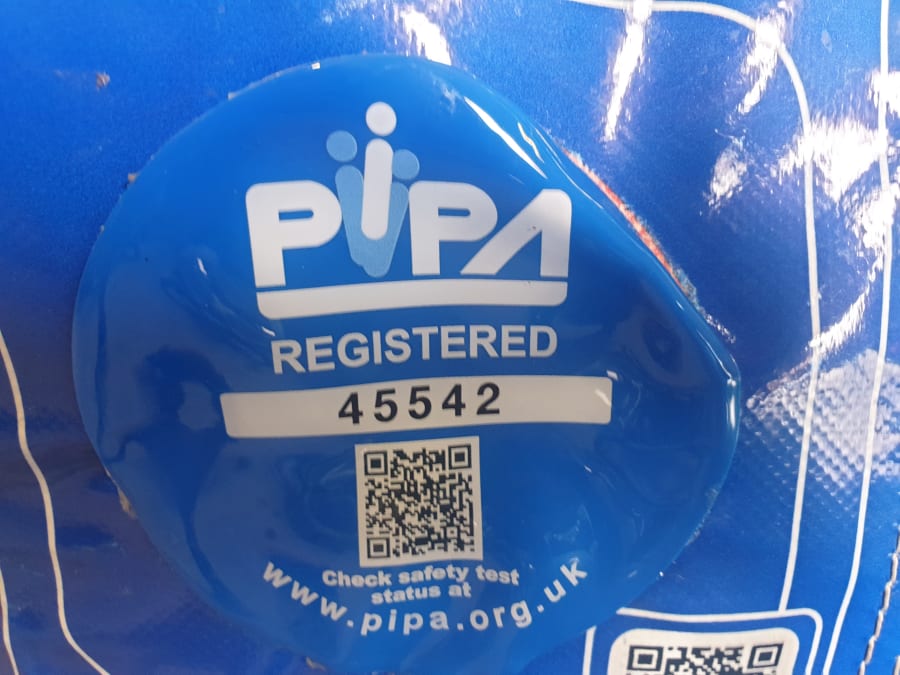 PIPA
REGISTERED
45542
Check safety test
status at
www.pipa.org.uk